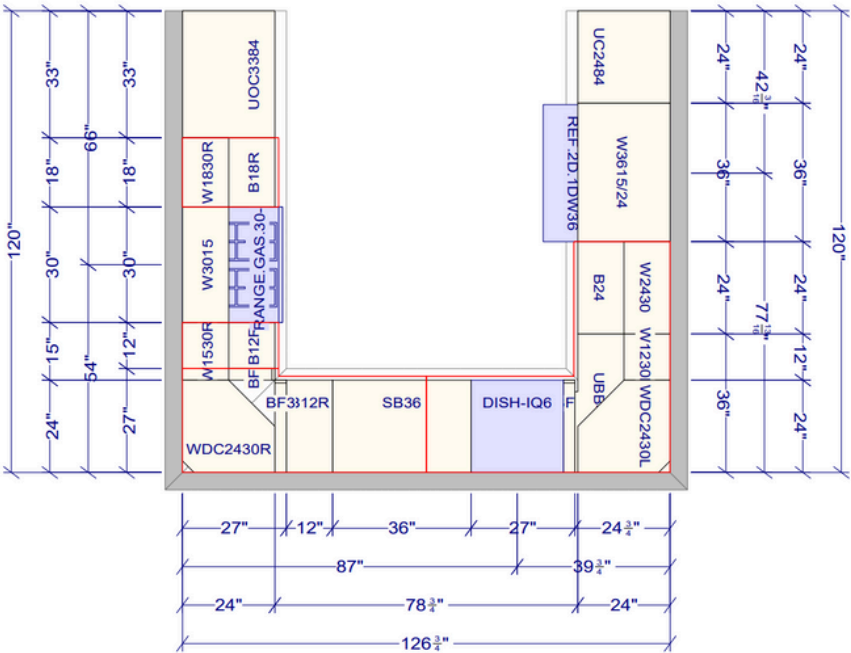 UOC3384
UC2484
33"
33"
24"
24"
42 3/16"
66"
REF.2D.1DW36
W3615/24
18"
18"
W1830R
B18R
36"
36"
120"
120"
30"
30"
W3015
RANGE.GAS.30-
24"
24"
B24
W2430
77 13/16"
15"
12"
W1530R
B12F
BF
54"
UBB
W1230
12"
BF3
B12R
SB36
DISH-IQ6
24"
27"
36"
24"
WDC2430R
WDC2430L
27"
12"
36"
27"
24 3/4"
87"
39 3/4"
24"
78 3/4"
24"
126 3/4"